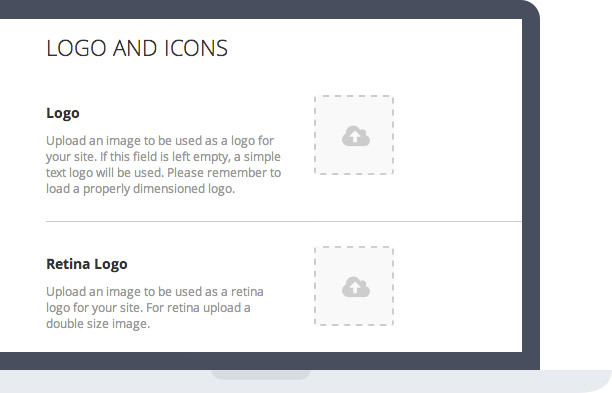 LOGO AND ICONS
Logo
Upload an image to be used as a logo for
your site. If this field is left empty, a simple
text logo will be used. Please remember to
load a properly dimensioned logo.
Retina Logo
Upload an image to be used as a retina
logo for your site. For retina upload a
double size image.